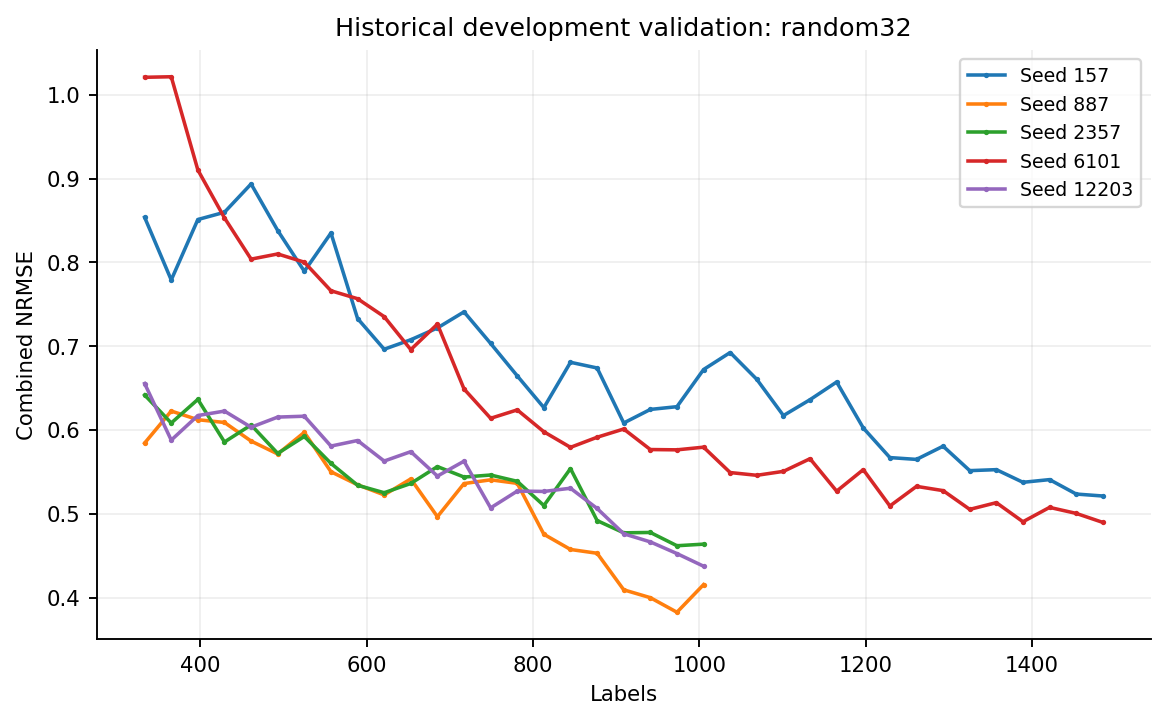 Historical development validation: random32
Combined NRMSE
1.0
0.9
0.8
0.7
0.6
0.5
0.4
Seed 157
Seed 887
Seed 2357
Seed 6101
Seed 12203
400 600 800 1000 1200 1400
Labels